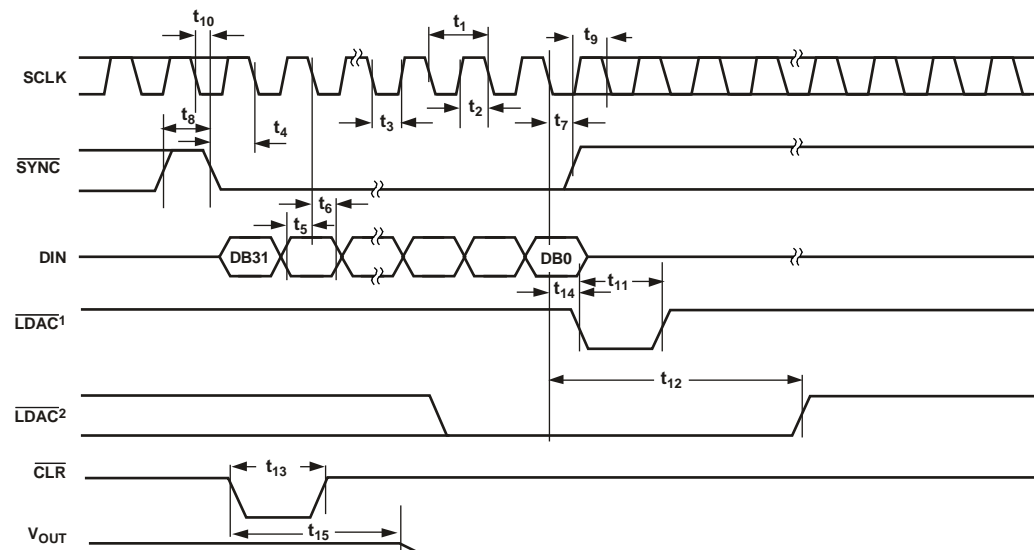 t10
t1
t9
SCLK
t8
t4
t3
t2
t7
SYNC
t6
t5
DIN
DB31
DB0
t14
t11
LDAC1
t12
LDAC2
CLR
t13
VOUT
t15